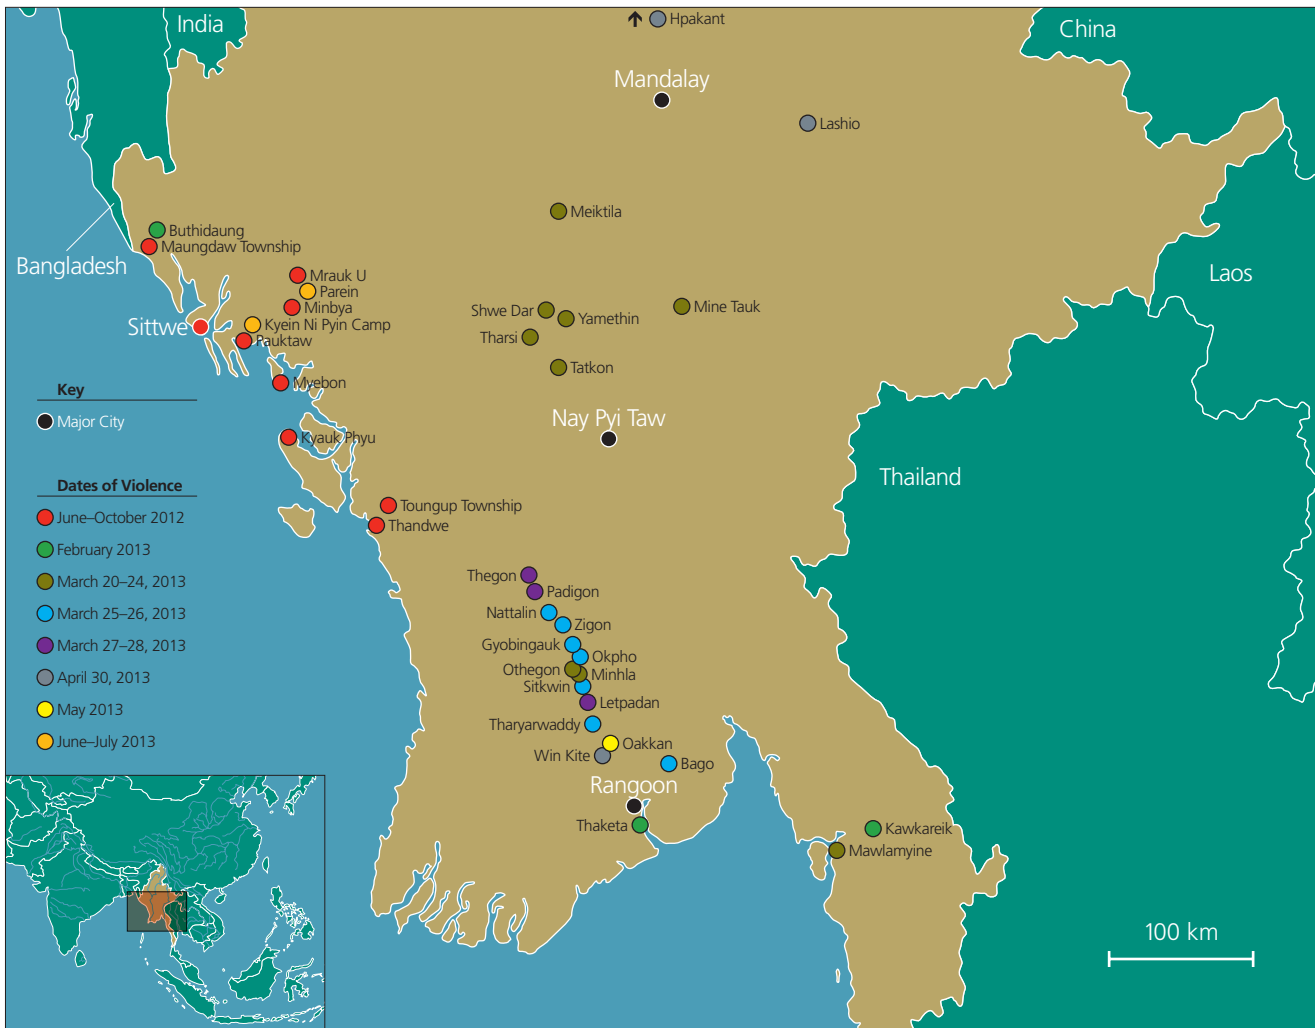 India
Hpakant
China
Mandalay
Lashio
Meiktila
Buthidaung
Maungdaw Township
Bangladesh
Laos
Mrauk U
Parein
Minbya
Shwe Dar
Yamethin
Mine Tauk
Sittwe
Kyein Ni Pyin Camp
Pauktaw
Tharsi
Tatkon
Myebon
Key
Major City
Nay Pyi Taw
Kyauk Phyu
Thailand
Dates of Violence
June–October 2012
February 2013
March 20–24, 2013
March 25–26, 2013
March 27–28, 2013
April 30, 2013
May 2013
June–July 2013
Toungup Township
Thandwe
Thegon
Padigon
Nattalin
Zigon
Gyobingauk
Okpho
Othegon
Minhla
Sitkwin
Letpadan
Tharyarwaddy
Oakkan
Win Kite
Bago
Rangoon
Thaketa
Kawkareik
Mawlamyine
100 km